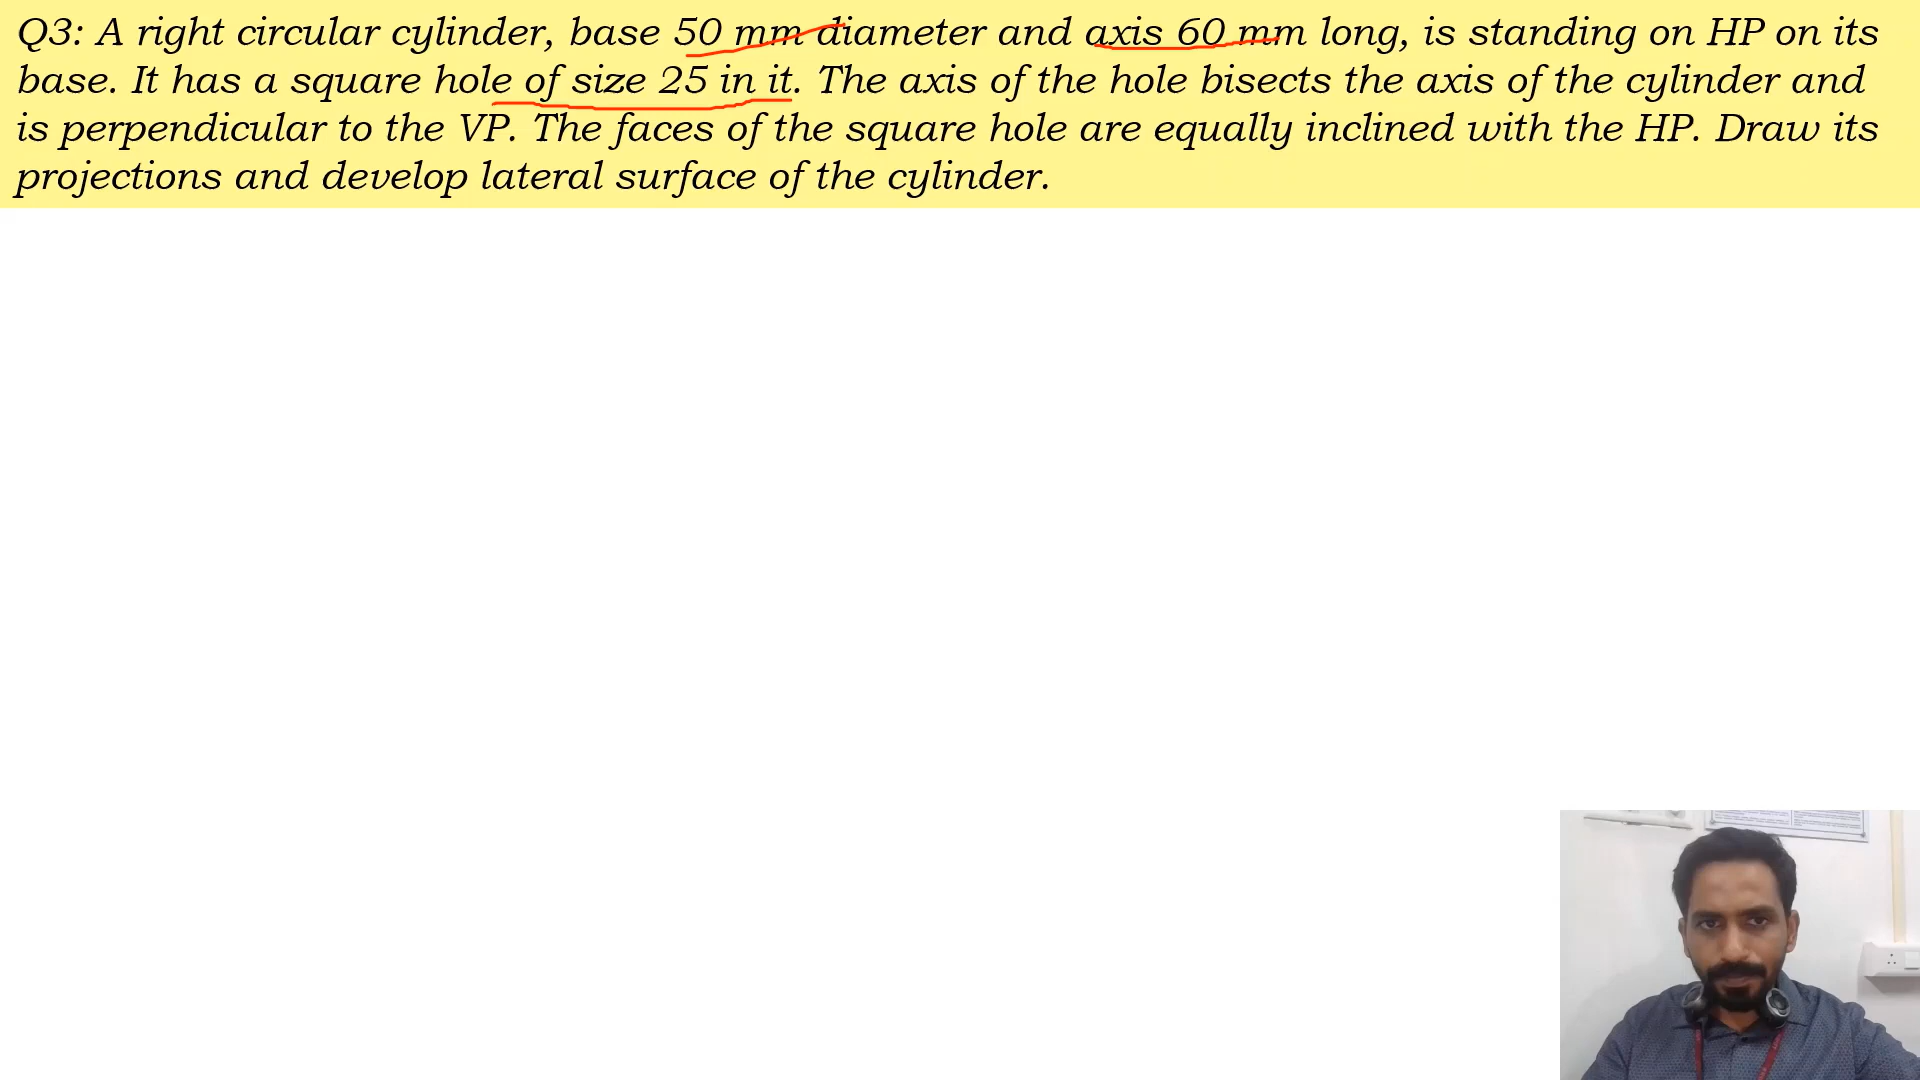 Q3: A right circular cylinder, base 50 mm diameter and axis 60 mm long, is standing on HP on its
base. It has a square hole of size 25 in it. The axis of the hole bisects the axis of the cylinder and
is perpendicular to the VP. The faces of the square hole are equally inclined with the HP. Draw its
projections and develop lateral surface of the cylinder.